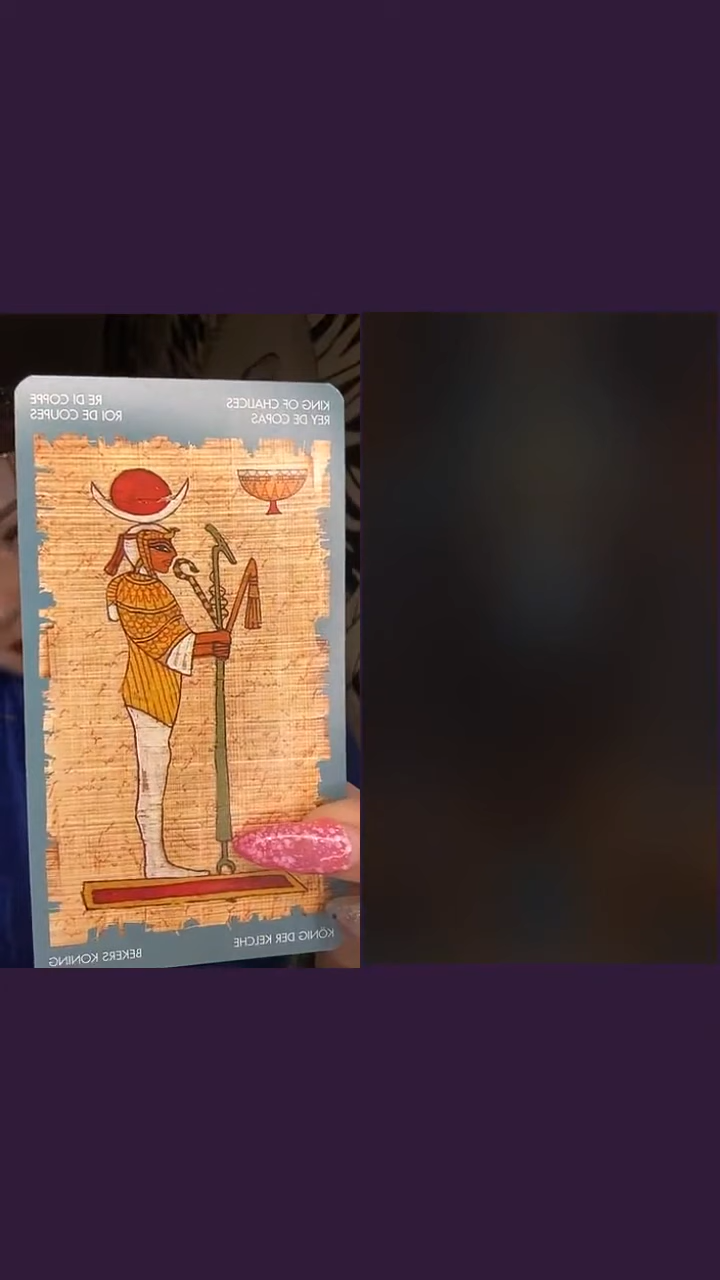 KING OF CHALICES
REY DE COPAS
RE DI COPPE
ROI DE COUPES
KÖNIG DER KELCHE
BEKERS KONING